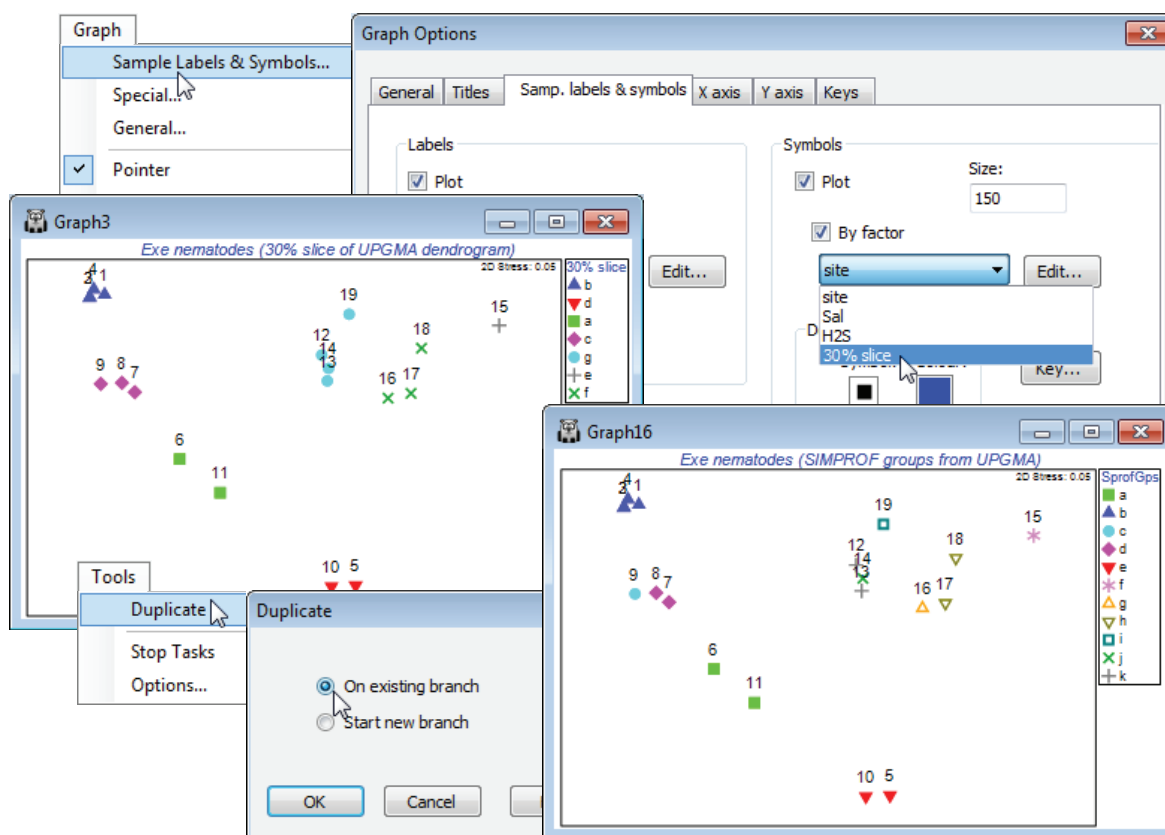 Graph
Sample Labels & Symbols...
Special...
General...
Pointer
Graph Options
General Titles Samp. labels & symbols X axis Y axis Keys
Labels
Plot
Edit...
Symbols
Plot
Size:
150
By factor
site
Edit...
site
Sal
H2S
30% slice
Key...
Graph3
Exe nematodes (30% slice of UPGMA dendrogram)
2D Stress: 0.05
4
2 1
19
15
12
14
13
18
9 8 7
16 17
6
11
10 5
30% slice
b
d
a
c
g
e
f
Tools
Duplicate
Stop Tasks
Options...
Duplicate
On existing branch
Start new branch
OK
Cancel
Graph16
Exe nematodes (SIMPROF groups from UPGMA)
2D Stress: 0.05
4
1
19
15
12
14
13
18
9 8 7
16 17
6
11
10 5
SprofGps
a
b
c
d
e
f
g
h
i
j
k